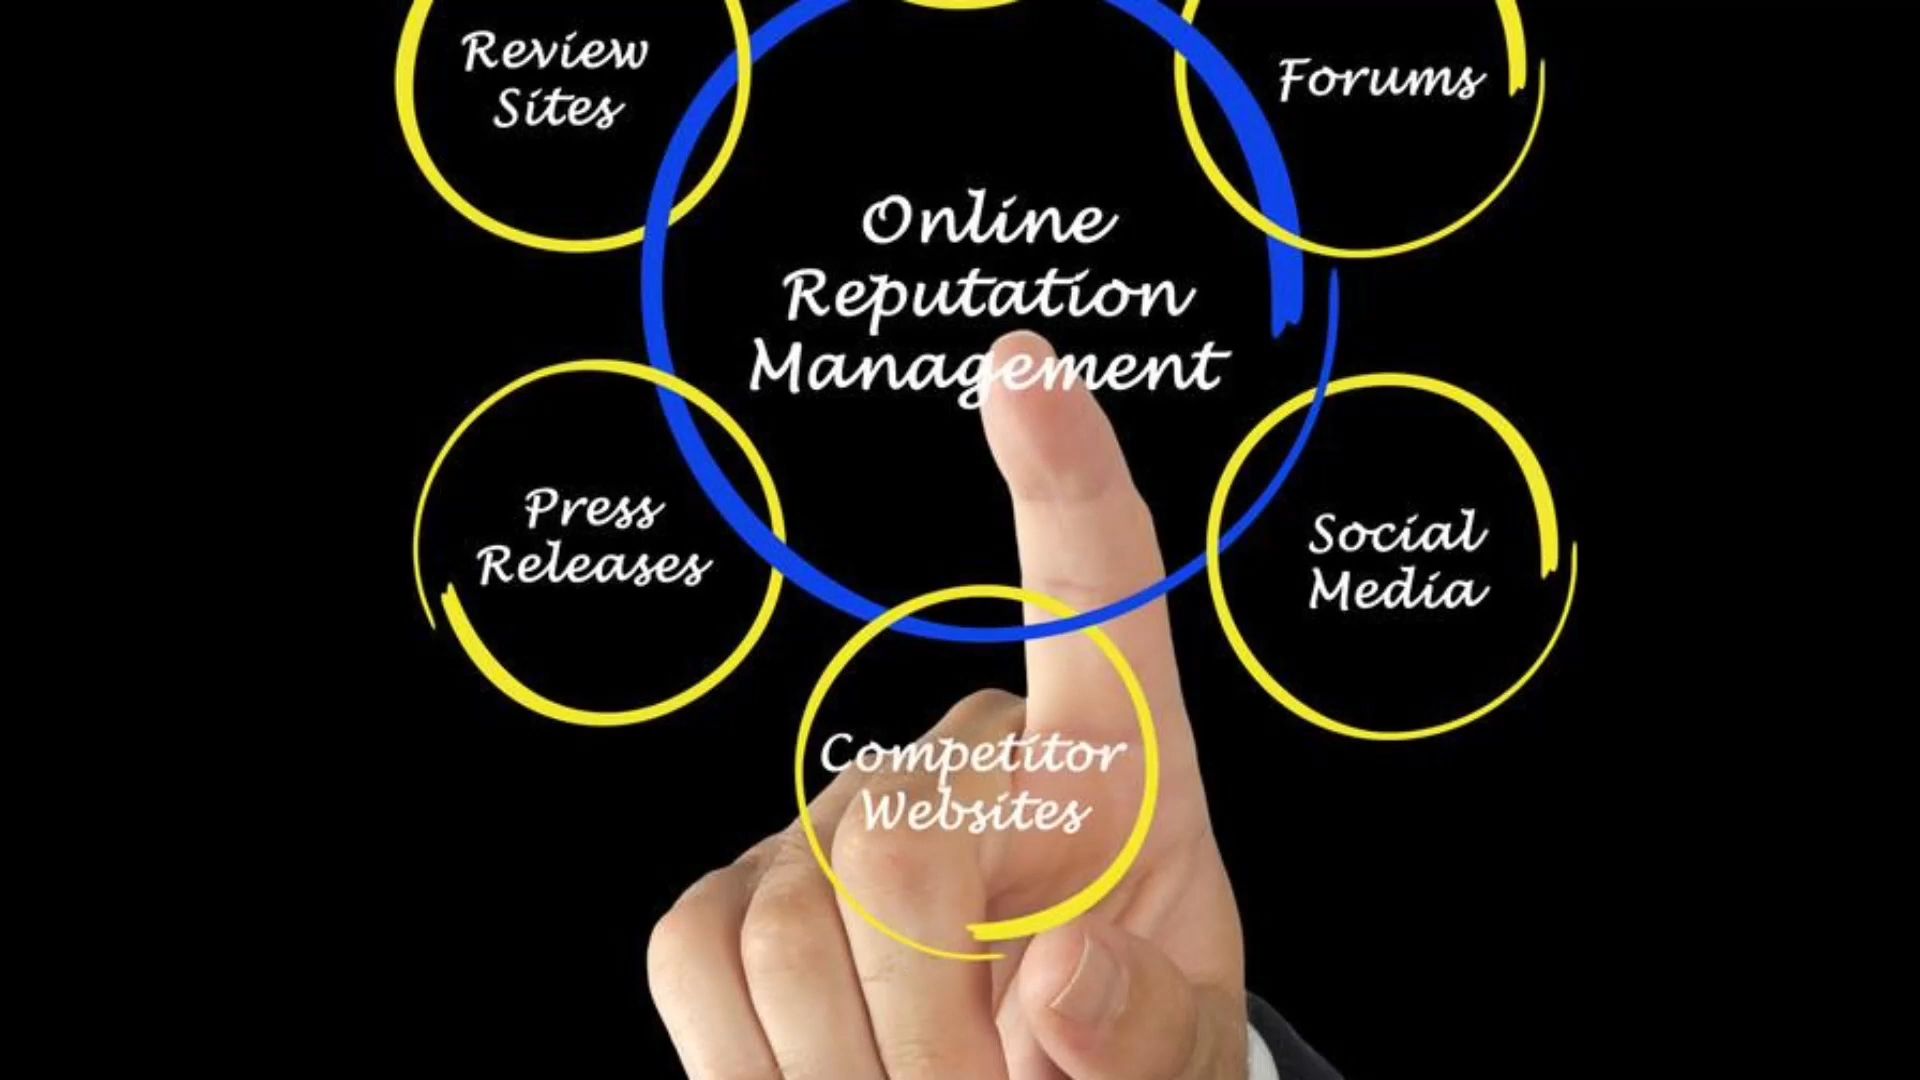 Review
Sites
Forums
Online
Reputation
Management
Press
Releases
Social
Media
Competitor
Websites